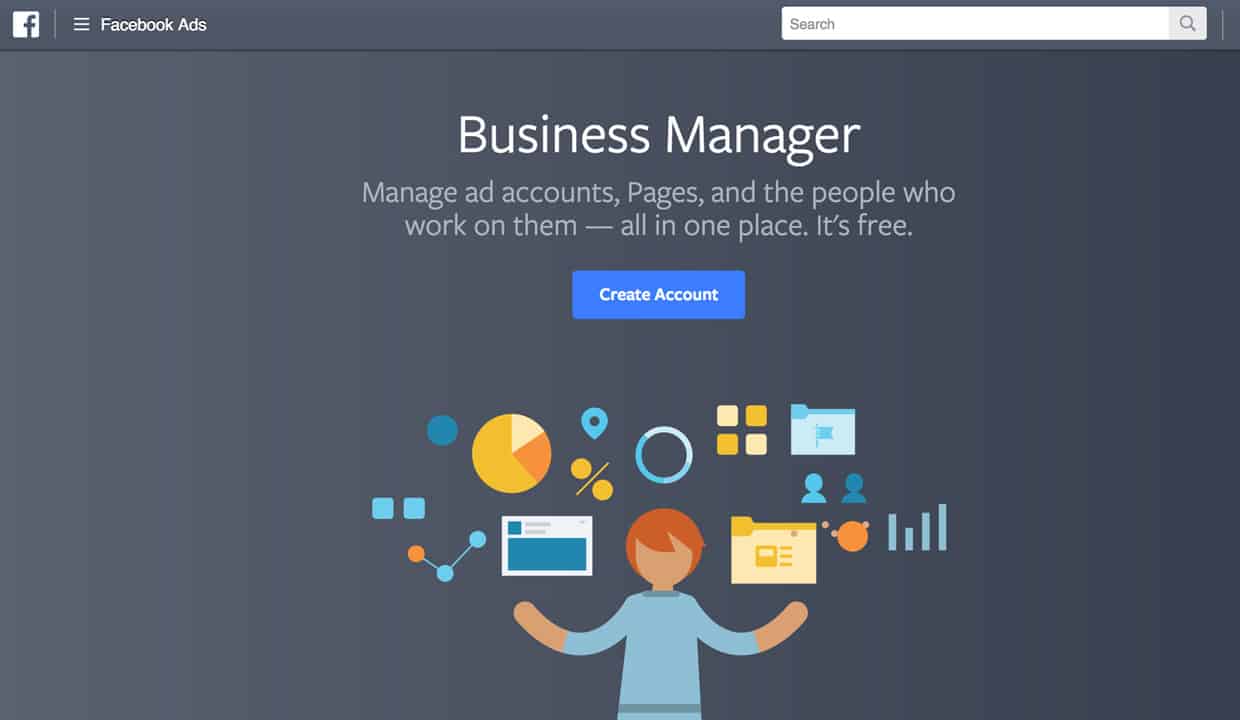 Facebook Ads
Search
Business Manager
Manage ad accounts, Pages, and the people who
work on them — all in one place. It's free.
Create Account